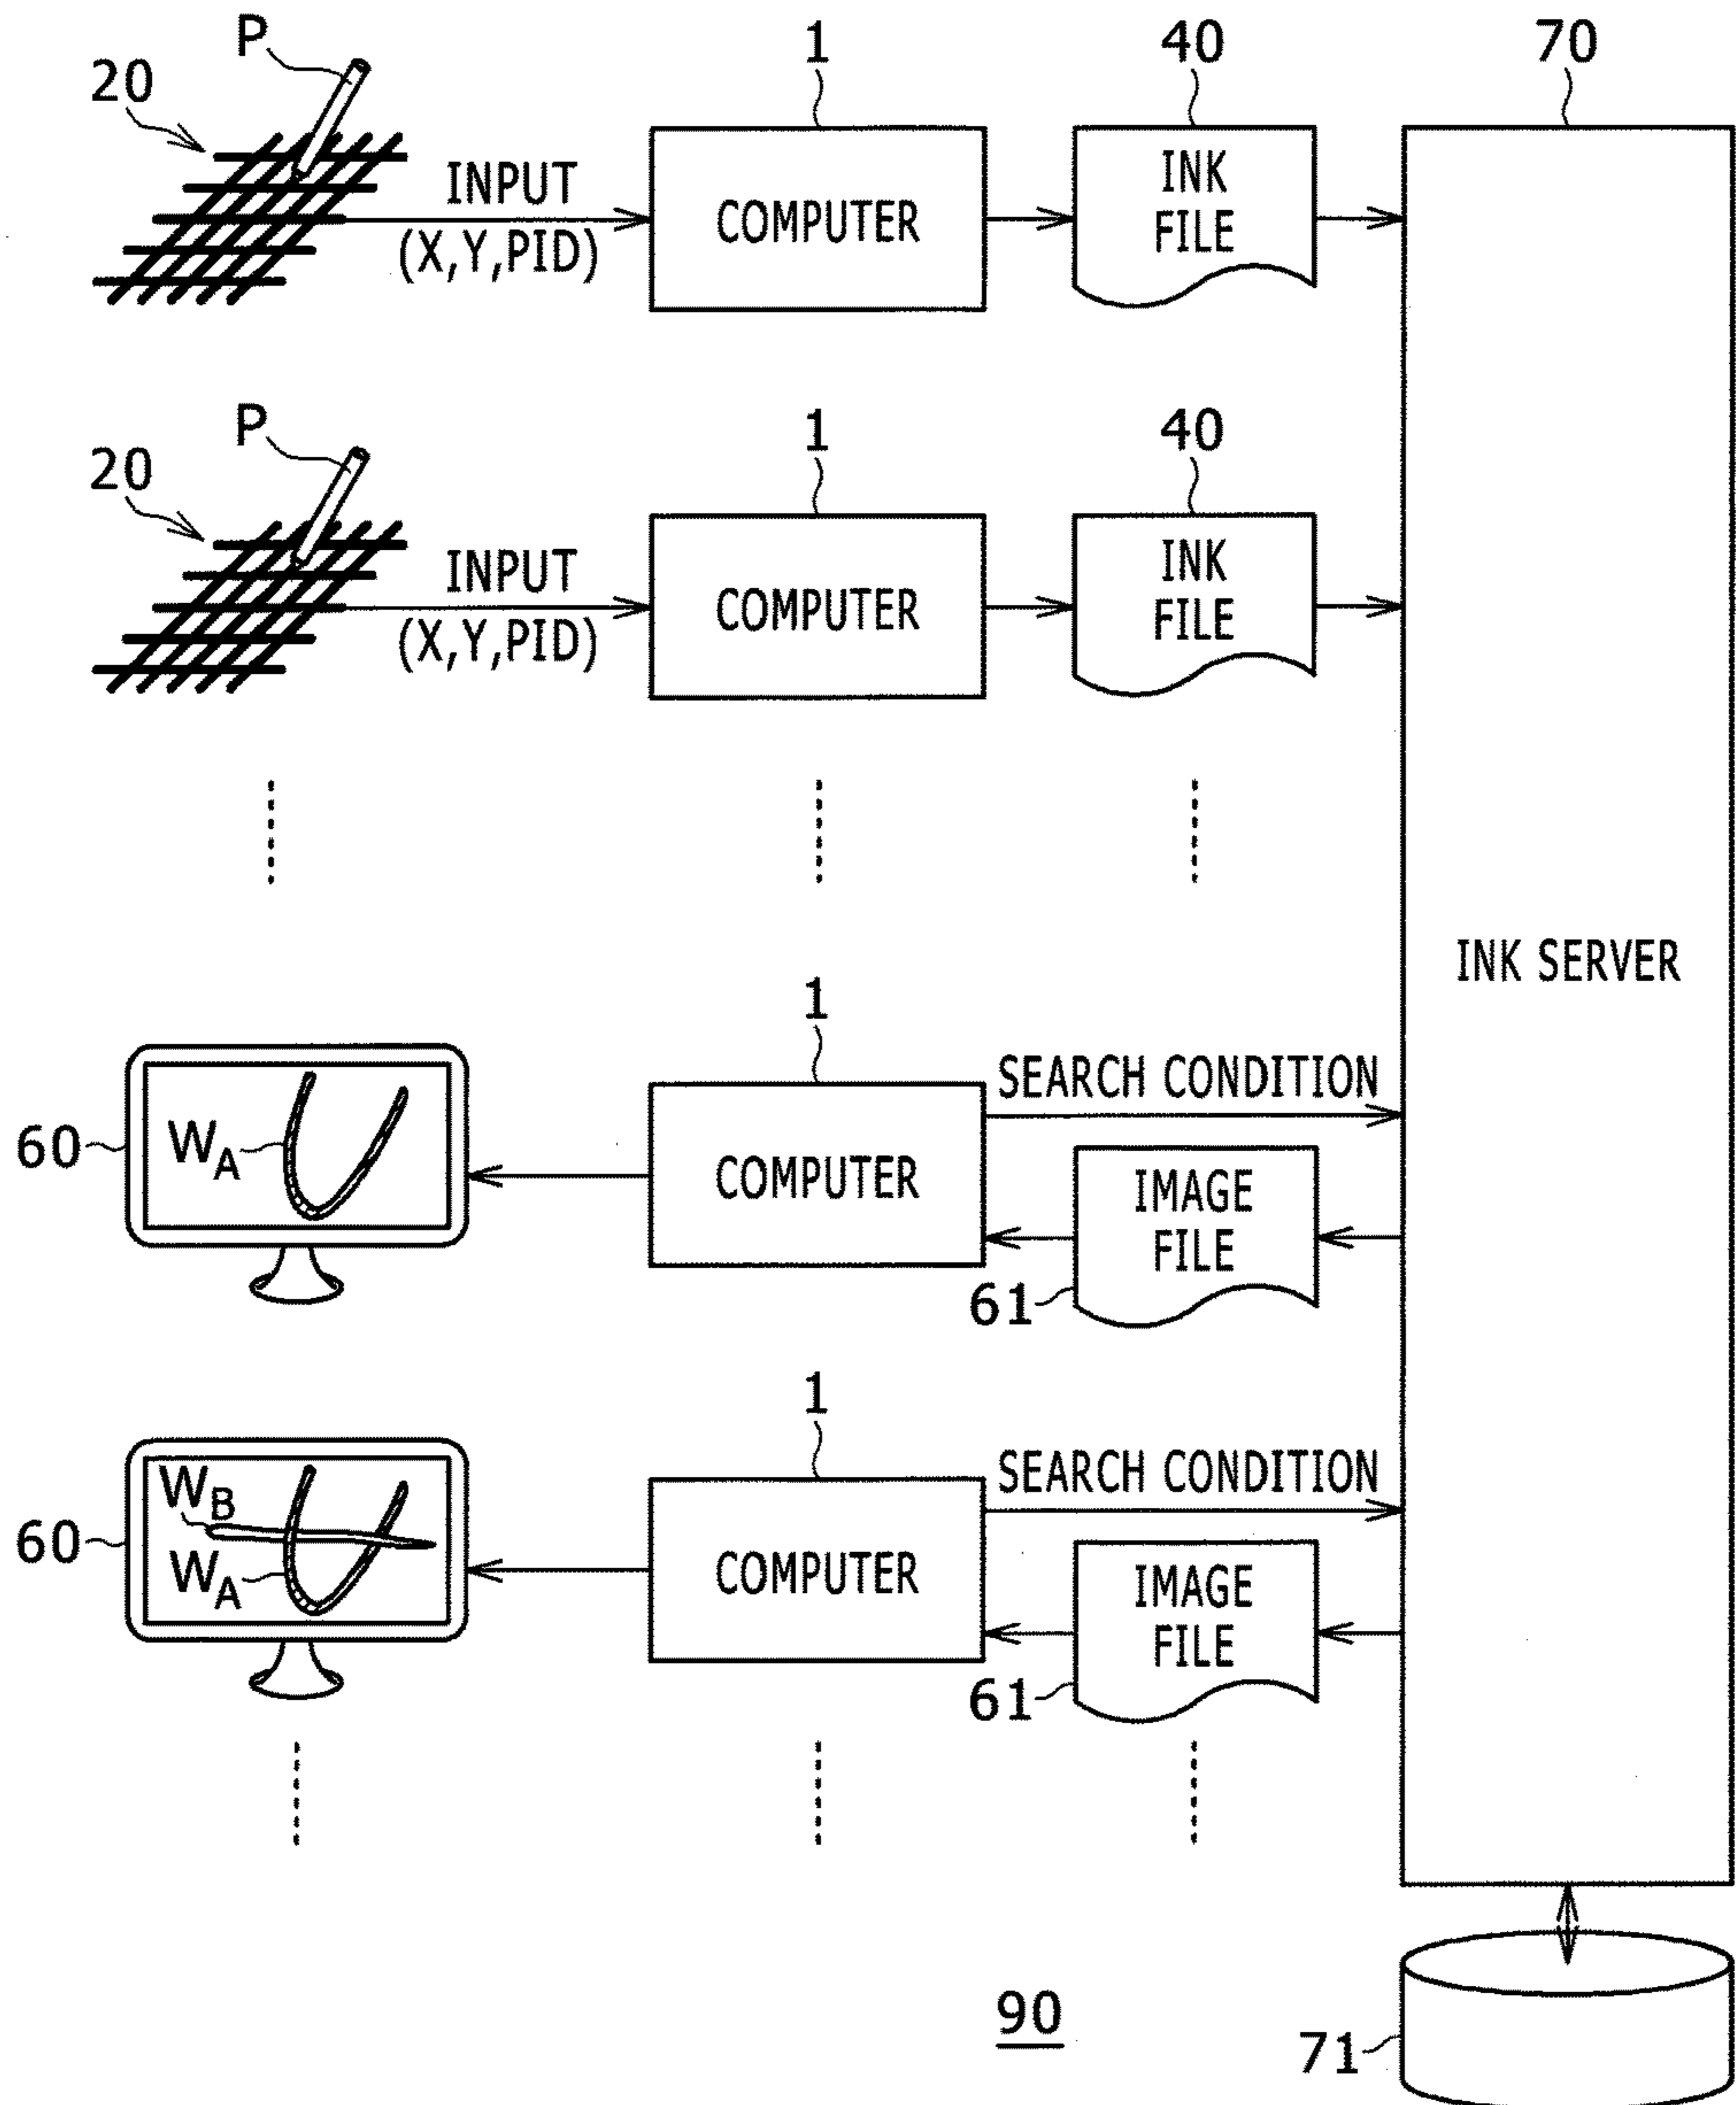 P
1
40
70
20
INPUT
(X,Y,PID)
COMPUTER
INK
FILE
P
1
40
20
INPUT
(X,Y,PID)
COMPUTER
INK
FILE
INK SERVER
1
SEARCH CONDITION
60
WA
COMPUTER
IMAGE
FILE
61
1
SEARCH CONDITION
WB
60
WA
COMPUTER
IMAGE
FILE
61
90
71